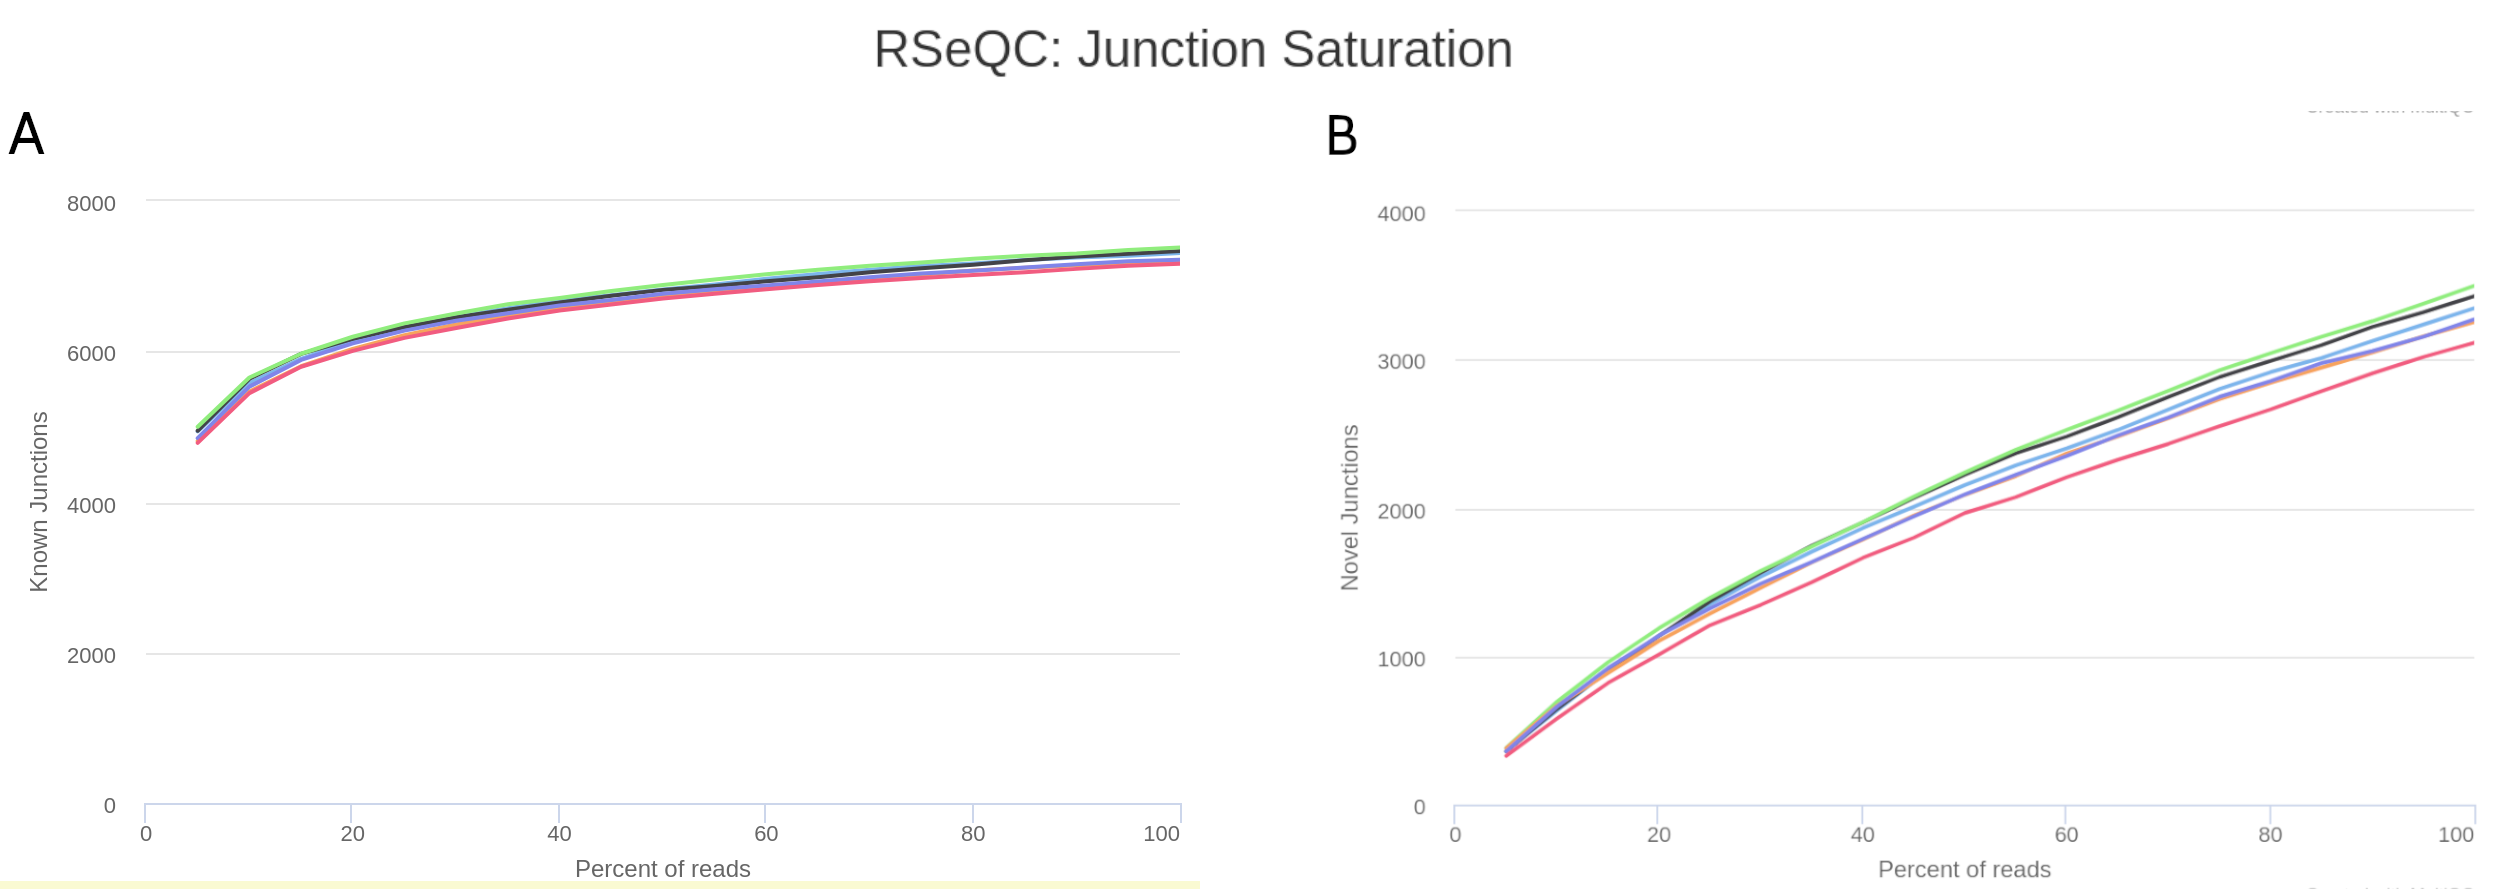 RSeQC: Junction Saturation
A
8000
6000
4000
2000
0
Known Junctions
0 20 40 60 80 100
Percent of reads
B
4000
3000
2000
1000
0
Novel Junctions
0 20 40 60 80 100
Percent of reads